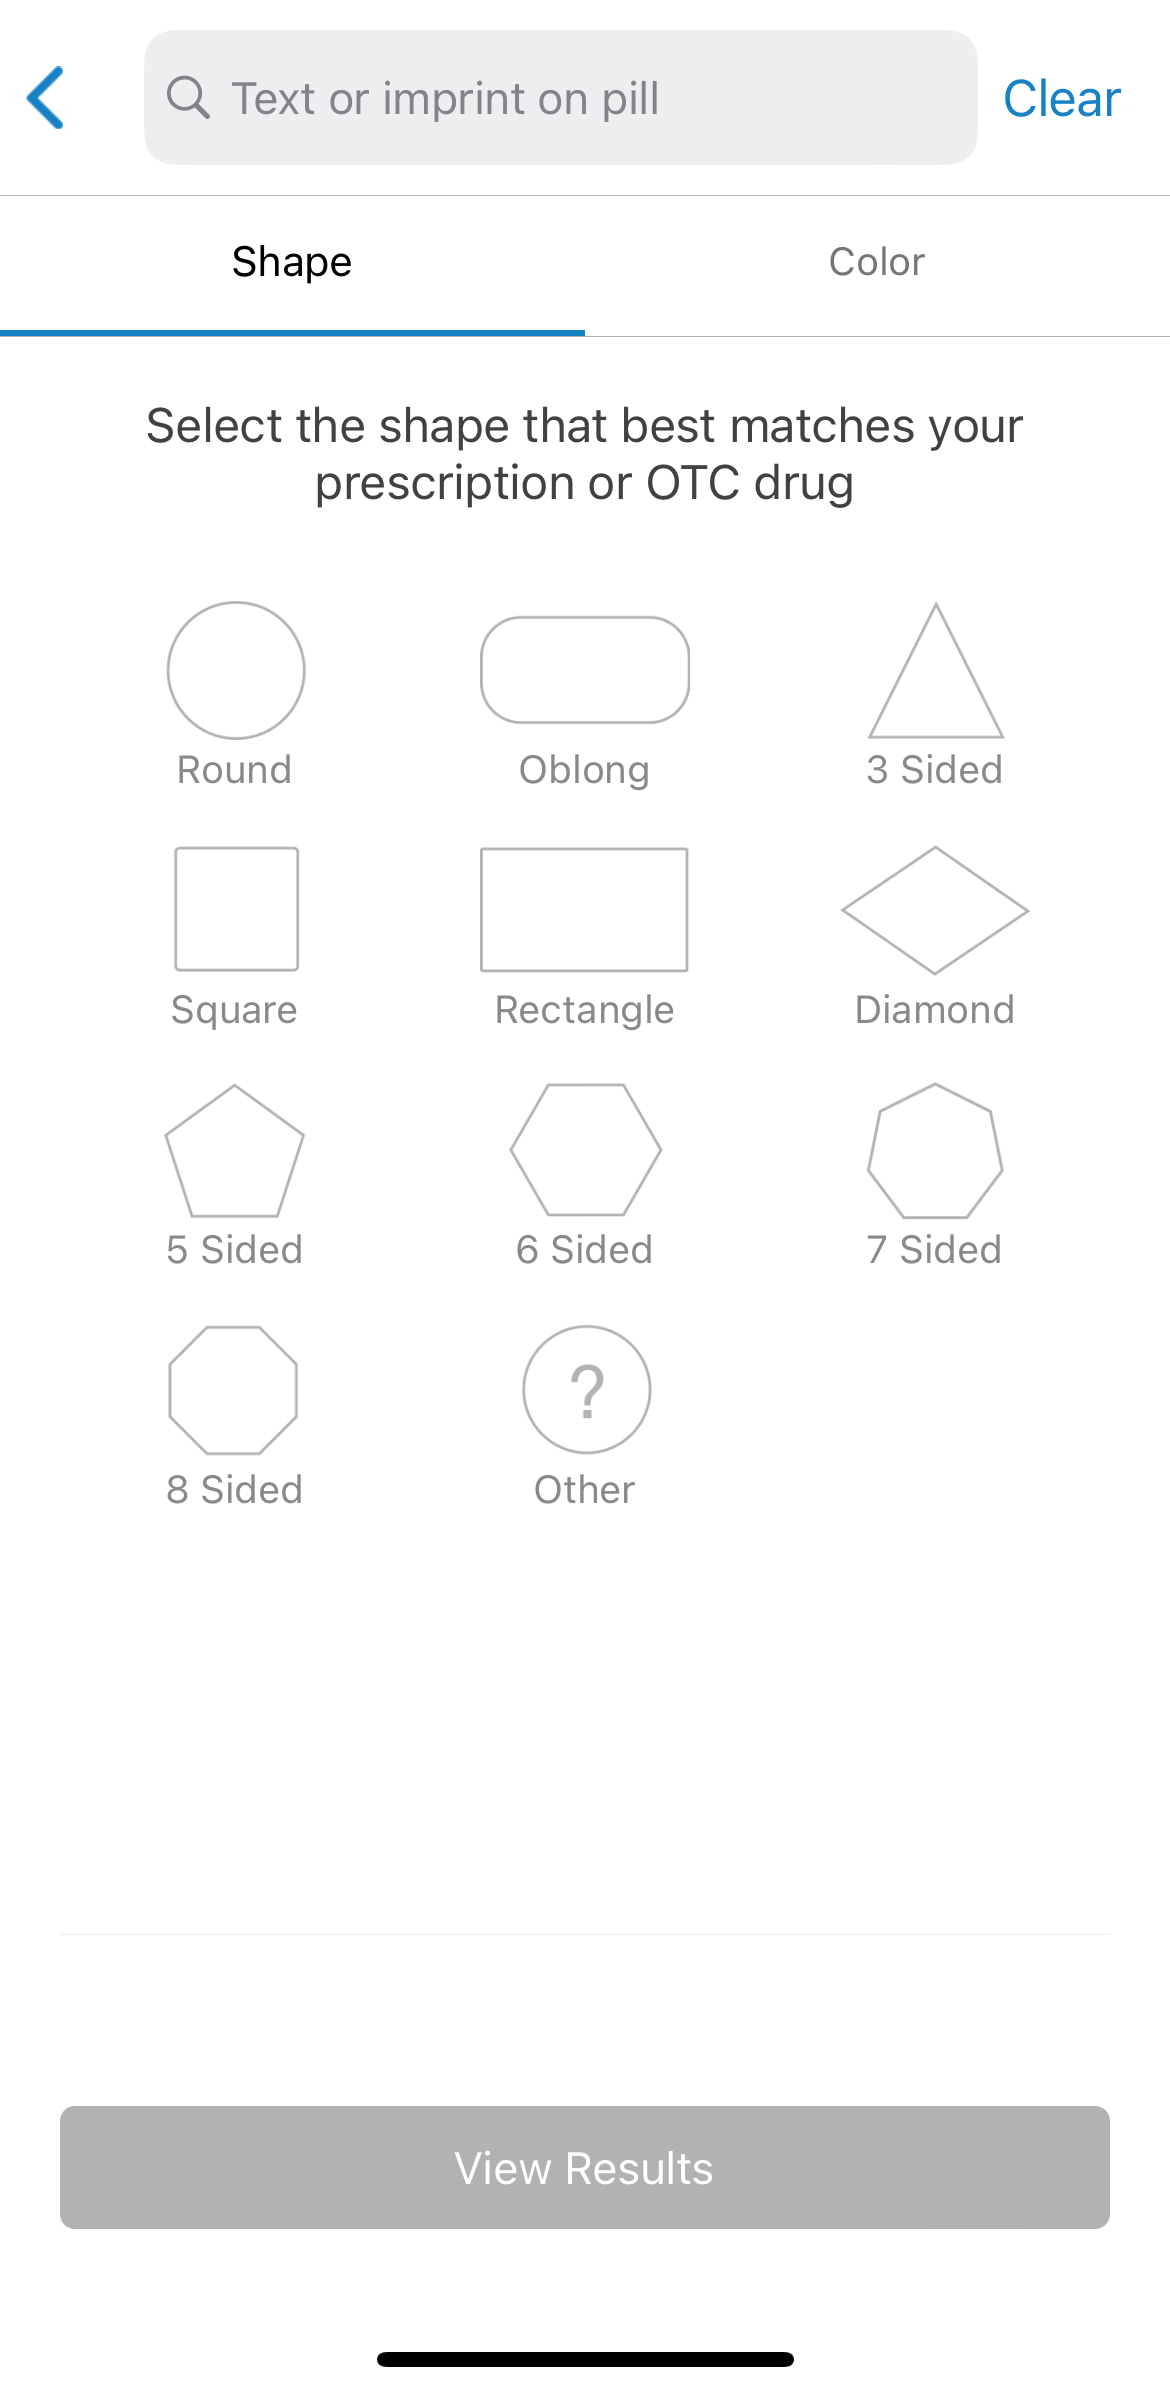 Text or imprint on pill
Clear
Shape
Color
Select the shape that best matches your
prescription or OTC drug
Round
Oblong
3 Sided
Square
Rectangle
Diamond
5 Sided
6 Sided
7 Sided
8 Sided
?
Other
View Results